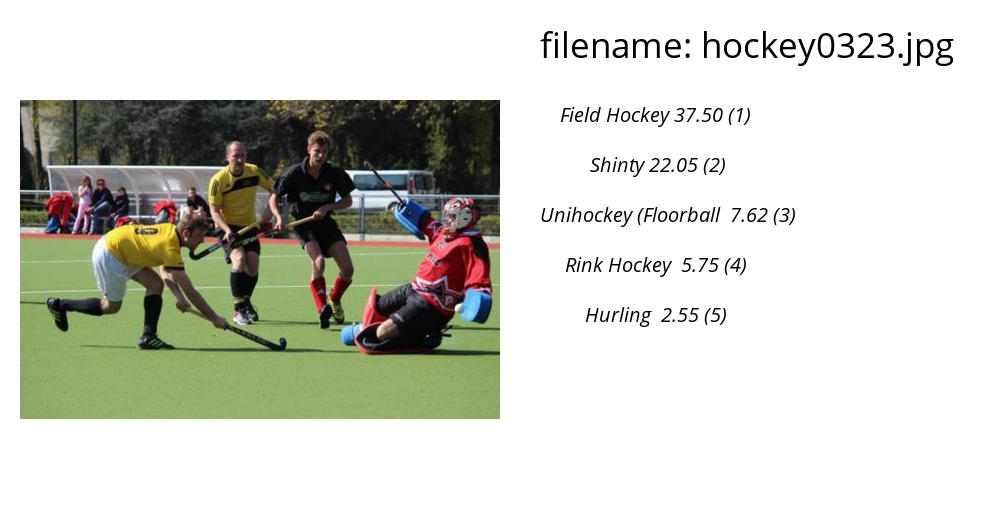 filename: hockey0323.jpg
Field Hockey 37.50 (1)
Shinty 22.05 (2)
Unihockey (Floorball 7.62 (3)
Rink Hockey 5.75 (4)
Hurling 2.55 (5)